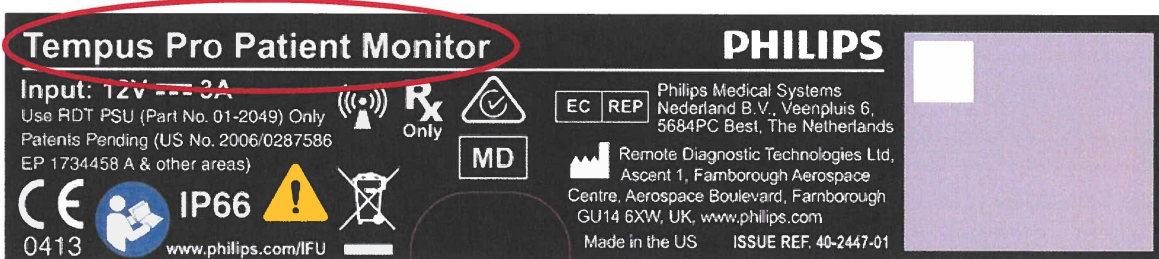 Tempus Pro Patient Monitor
PHILIPS
Input: 12V 3A
Use RDT PSU (Part No. 01-2049) Only
Patents Pending (US No. 2006/0287586
EP 1734458 A & other areas)
CE
0413
IP66
www.philips.com/IFU
Rx
Only
MD
EC REP
Philips Medical Systems
Nederland B.V., Veenpluis 6,
5684PC Best, The Netherlands
Remote Diagnostic Technologies Ltd,
Ascent 1, Farnborough Aerospace
Centre, Aerospace Boulevard, Farnborough
GU14 6XW, UK, www.philips.com
Made in the US
ISSUE REF. 40-2447-01